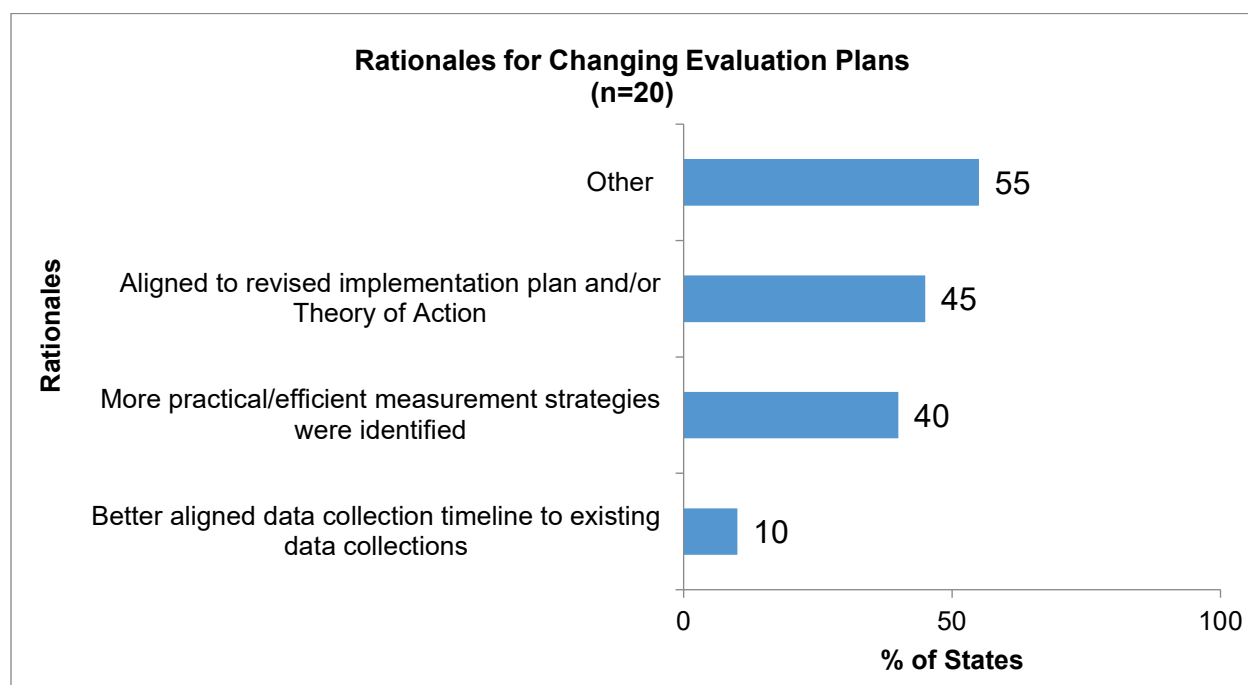 Rationales for Changing Evaluation Plans
(n=20)
Rationales
Other
55
Aligned to revised implementation plan and/or
Theory of Action
45
More practical/efficient measurement strategies
were identified
40
Better aligned data collection timeline to existing
data collections
10
0
50
100
% of States